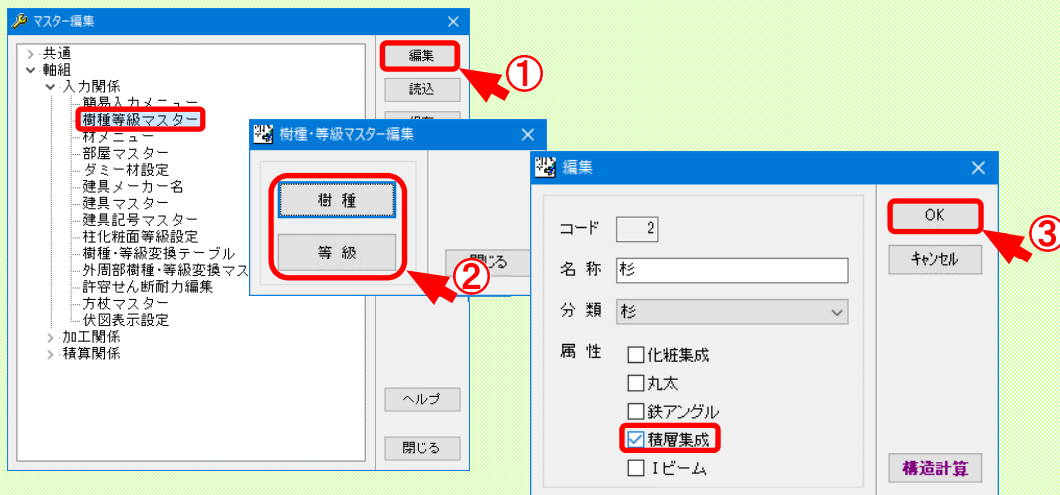 マスター編集
共通
軸組
入力関係
簡易入力メニュー
樹種等級マスター
材メニュー
部屋マスター
ダミー材設定
建具メーカー名
建具マスター
建具記号マスター
柱化粧面等級設定
樹種・等級変換テーブル
外周部樹種・等級変換マス
許容せん断耐力編集
方杖マスター
伏図表示設定
加工関係
積算関係
編集
①
読込
ヘルプ
閉じる
樹種・等級マスター編集
樹 種
等 級
②
閉じる
編集
コード 2
名 称 杉
分 類 杉
属 性
化粧集成
丸太
鉄アングル
積層集成
Iビーム
OK
③
キャンセル
構造計算